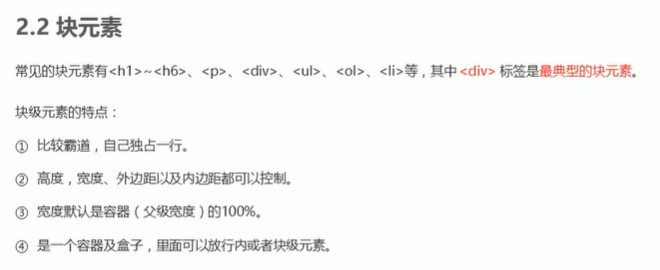 2.2 块元素
常见的块元素有<h1>~<h6>、<p>、<div>、<ul>、<ol>、<li>等，其中 <div> 标签是最典型的块元素。
块级元素的特点：
① 比较霸道，自己独占一行。
② 高度，宽度、外边距以及内边距都可以控制。
③ 宽度默认是容器（父级宽度）的100%。
④ 是一个容器及盒子，里面可以放行内或者块级元素。